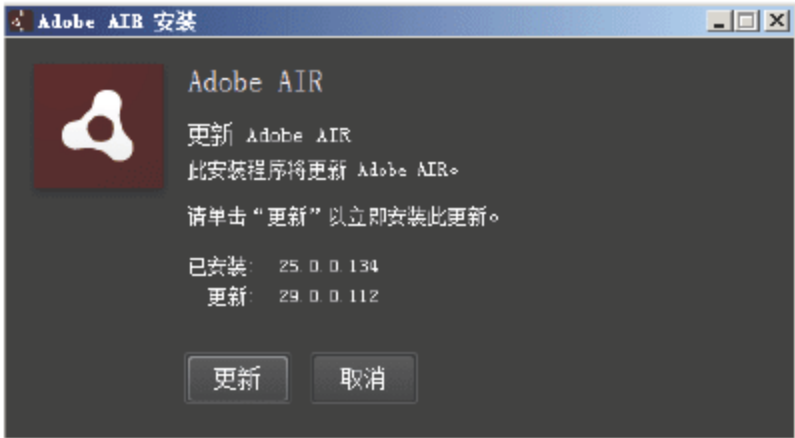 Adobe AIR 安装
Adobe AIR
更新 Adobe AIR
此安装程序将更新 Adobe AIR。
请单击“更新”以立即安装此更新。
已安装: 25.0.0.134
更新: 29.0.0.112
更新 取消